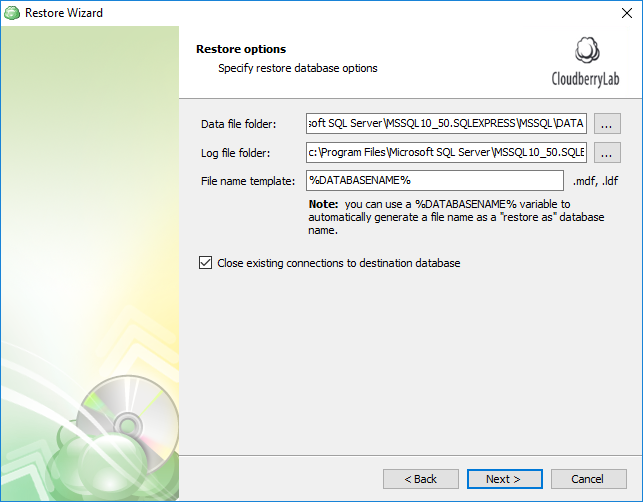 Restore Wizard
Restore options
Specify restore database options
CloudberryLab
Data file folder: soft SQL Server\MSSQL10_50.SQLEXPRESS\MSSQL\DATA ...
Log file folder: c:\Program Files\Microsoft SQL Server\MSSQL10_50.SQLE ...
File name template: %DATABASENAME% .mdf, .ldf
Note: you can use a %DATABASENAME% variable to
automatically generate a file name as a "restore as" database
name.
Close existing connections to destination database
< Back Next > Cancel